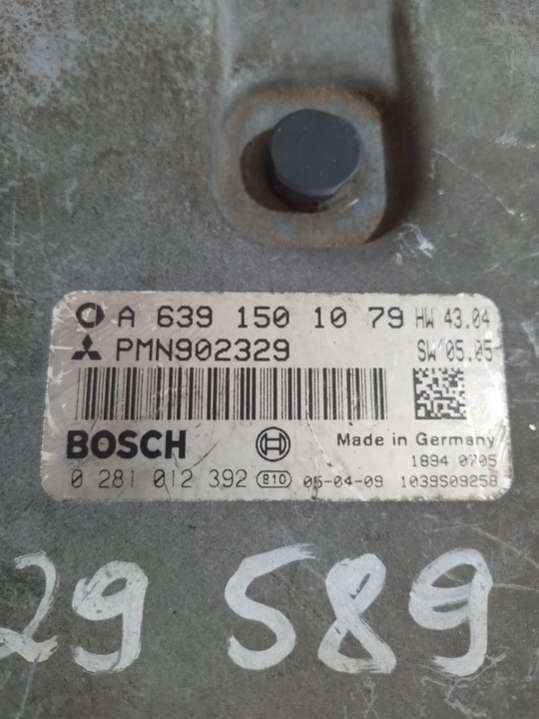 A 639 150 10 79 HW 43.04
PMN902329 SW 05.05
BOSCH Made in Germany
1894 0705
0 281 012 392 810 05-04-09 1039S09258
29 589